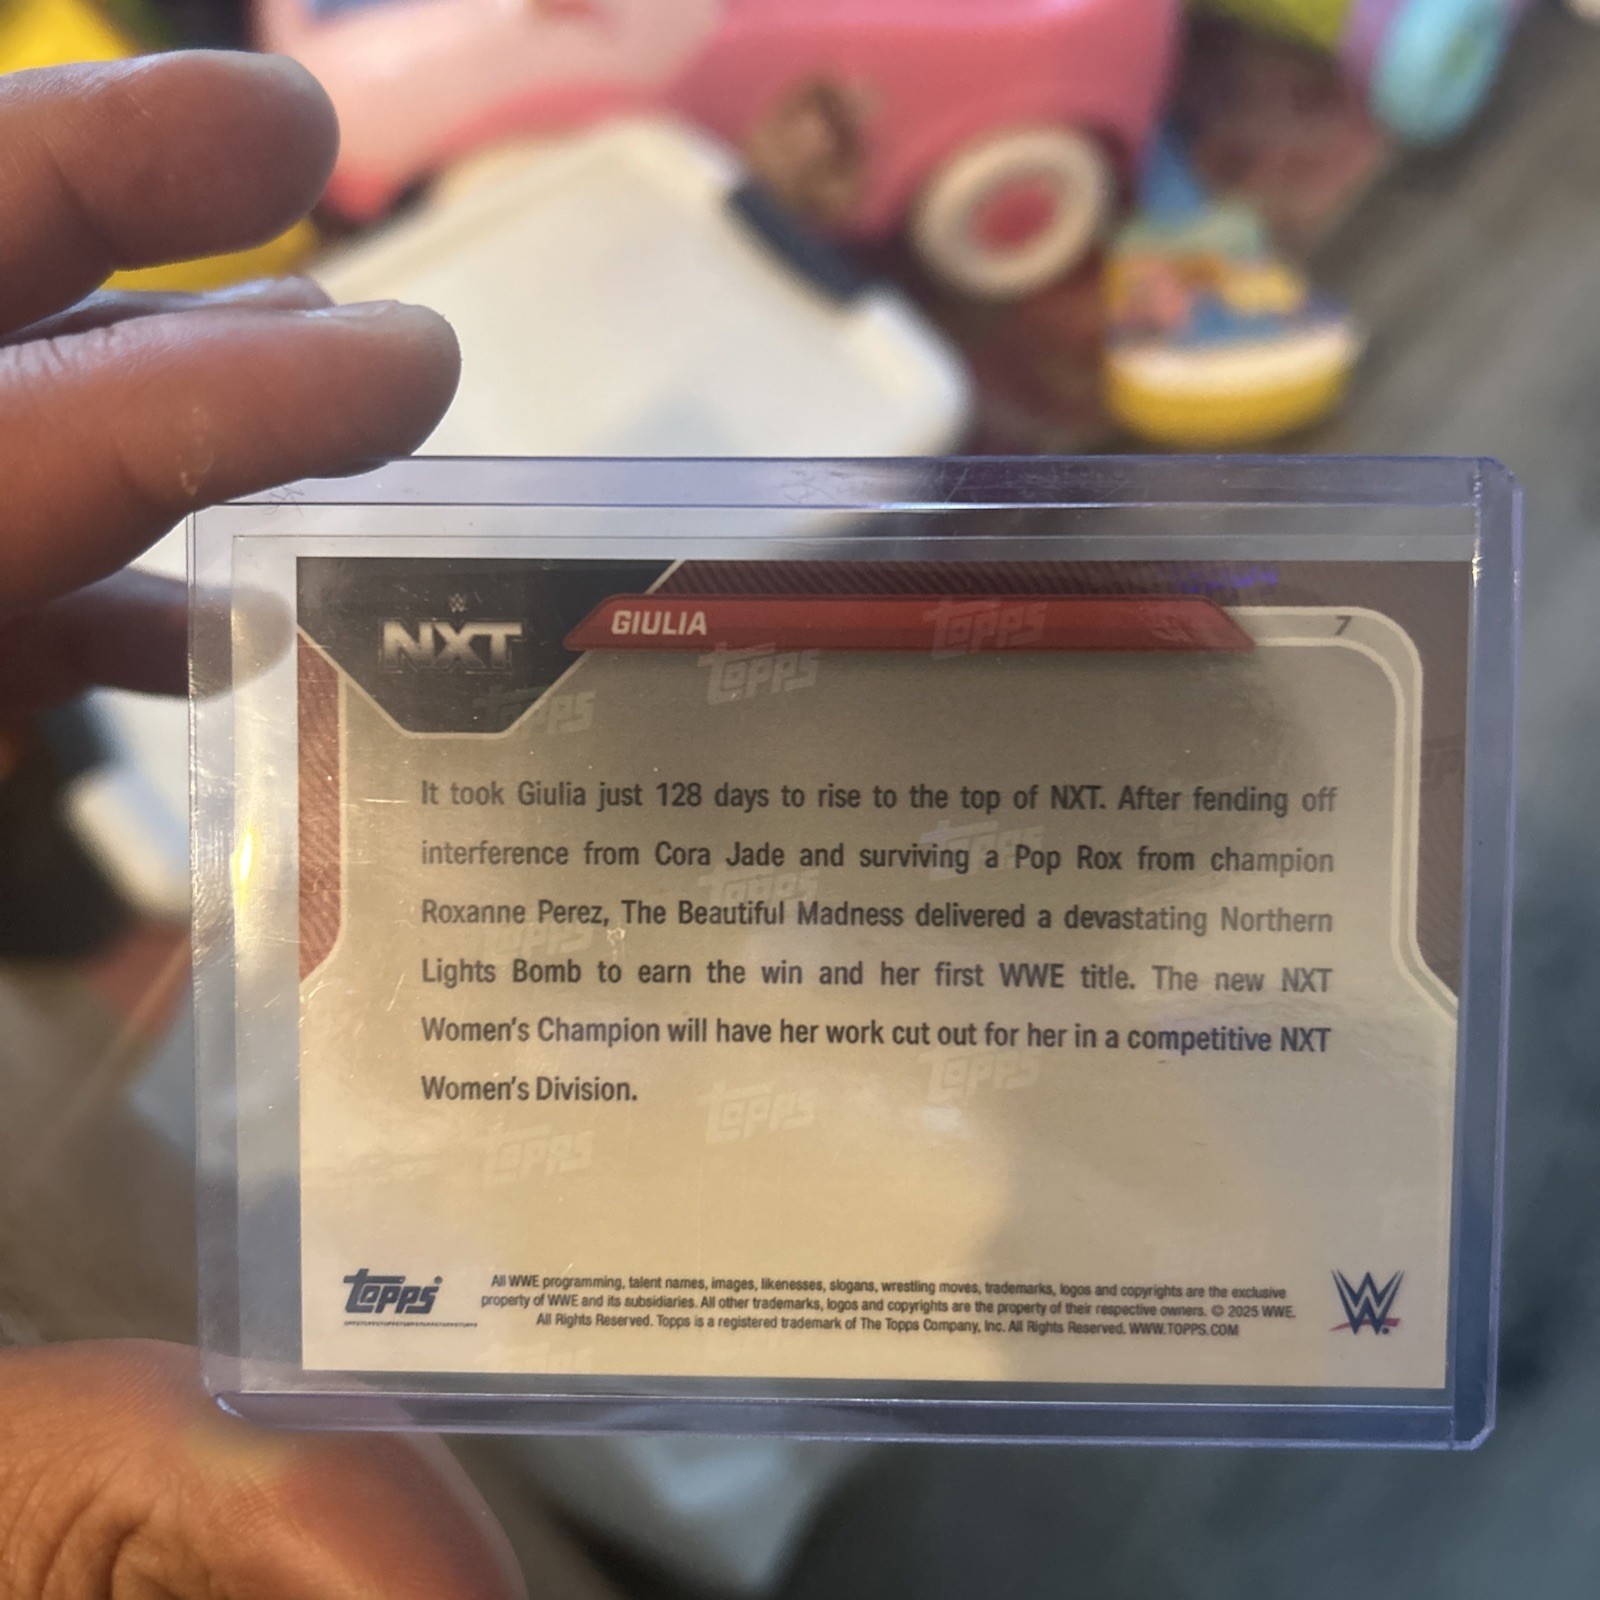 NXT
GIULIA
7
It took Giulia just 128 days to rise to the top of NXT. After fending off
interference from Cora Jade and surviving a Pop Rox from champion
Roxanne Perez, The Beautiful Madness delivered a devastating Northern
Lights Bomb to earn the win and her first WWE title. The new NXT
Women's Champion will have her work cut out for her in a competitive NXT
Women's Division.
Topps
All WWE programming, talent names, images, likenesses, slogans, wrestling moves, trademarks, logos and copyrights are the exclusive
property of WWE and its subsidiaries. All other trademarks, logos and copyrights are the property of their respective owners. © 2025 WWE.
All Rights Reserved. Topps is a registered trademark of The Topps Company, Inc. All Rights Reserved. WWW.TOPPS.COM
W